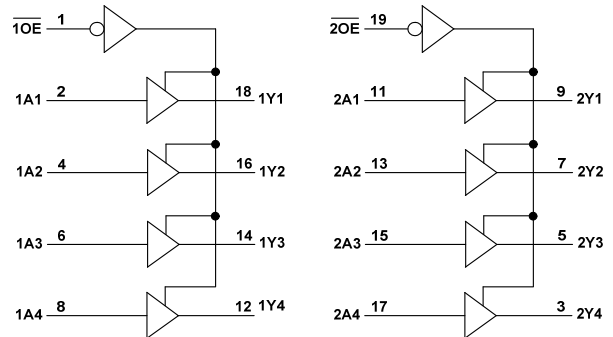 1OE 1
1A1 2 18 1Y1
1A2 4 16 1Y2
1A3 6 14 1Y3
1A4 8 12 1Y4
2OE 19
2A1 11 9 2Y1
2A2 13 7 2Y2
2A3 15 5 2Y3
2A4 17 3 2Y4